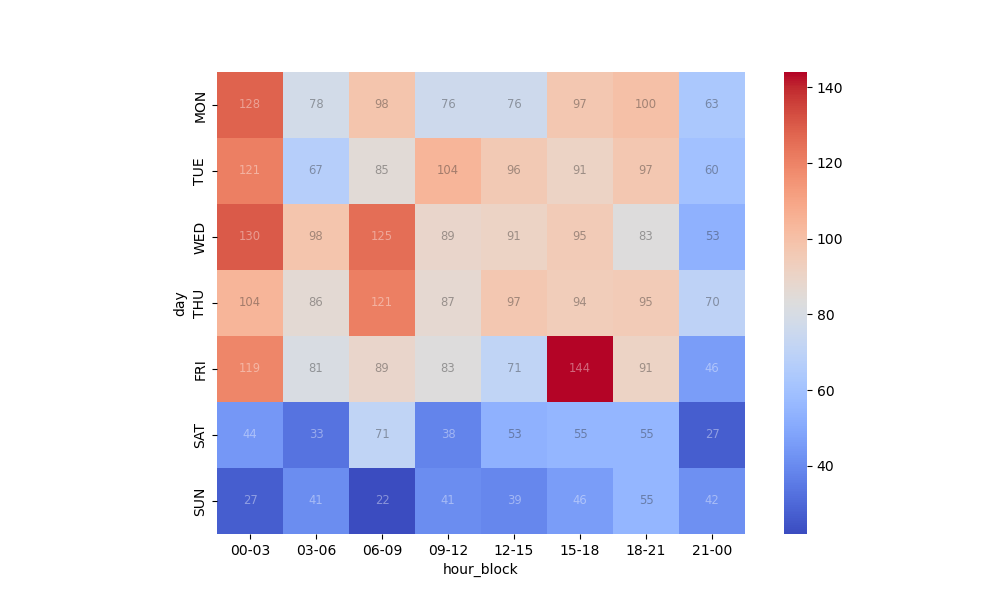 MON 128 78 98 76 76 97 100 63
TUE 121 67 85 104 96 91 97 60
WED 130 98 125 89 91 95 83 53
THU 104 86 121 87 97 94 95 70
FRI 119 81 89 83 71 144 91 46
SAT 44 33 71 38 53 55 55 27
SUN 27 41 22 41 39 46 55 42
day
00-03 03-06 06-09 09-12 12-15 15-18 18-21 21-00
hour_block
140
120
100
80
60
40